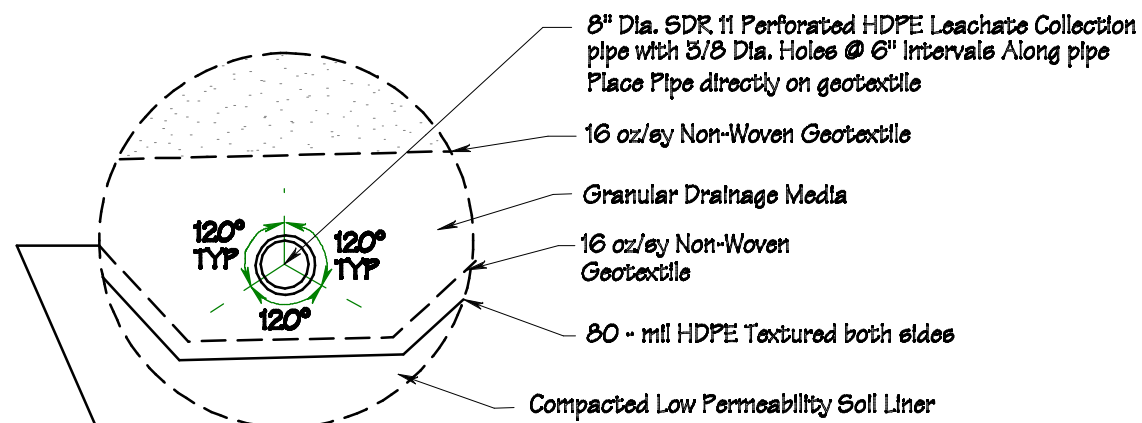 8" Dia. SDR 11 Perforated HDPE Leachate Collection
pipe with 3/8 Dia. Holes @ 6" Intervals Along pipe
Place Pipe directly on geotextile
16 oz/sy Non-Woven Geotextile
Granular Drainage Media
120°
TYP
120°
TYP
16 oz/sy Non-Woven
Geotextile
120°
80 - mil HDPE Textured both sides
Compacted Low Permeability Soil Liner